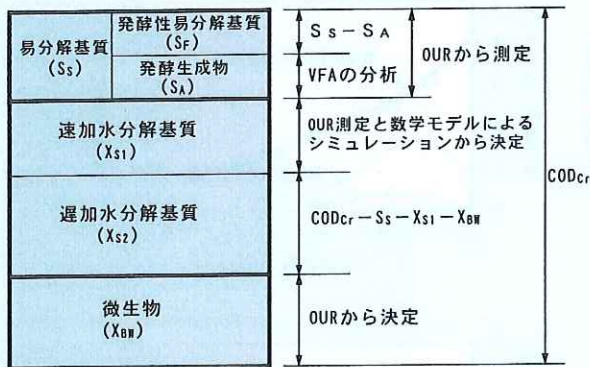 易分解基質
(SS)
発酵性易分解基質
(SF)
発酵生成物
(SA)
速加水分解基質
(XS1)
遅加水分解基質
(XS2)
微生物
(XBW)
SS－SA
VFAの分析
OURから測定
OUR測定と数学モデルによる
シミュレーションから決定
CODCr－SS－XS1－XBW
OURから決定
CODCr